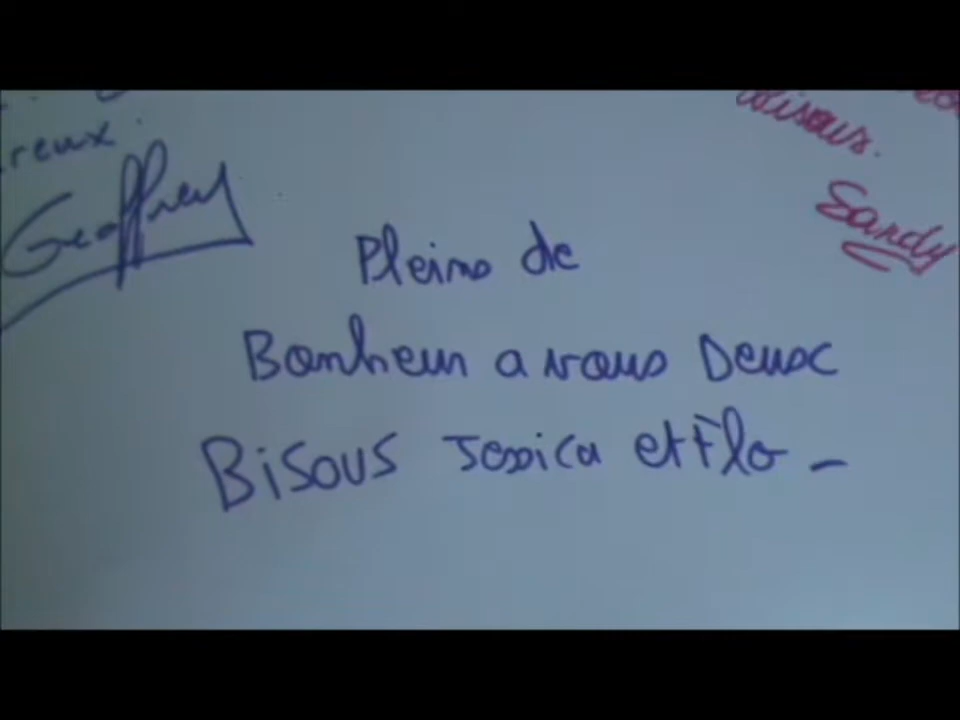 reux.
Geoffrey
Bisous.
Sandy
Pleins de
Bonheur a vous Deux
Bisous Jessica et Flo -